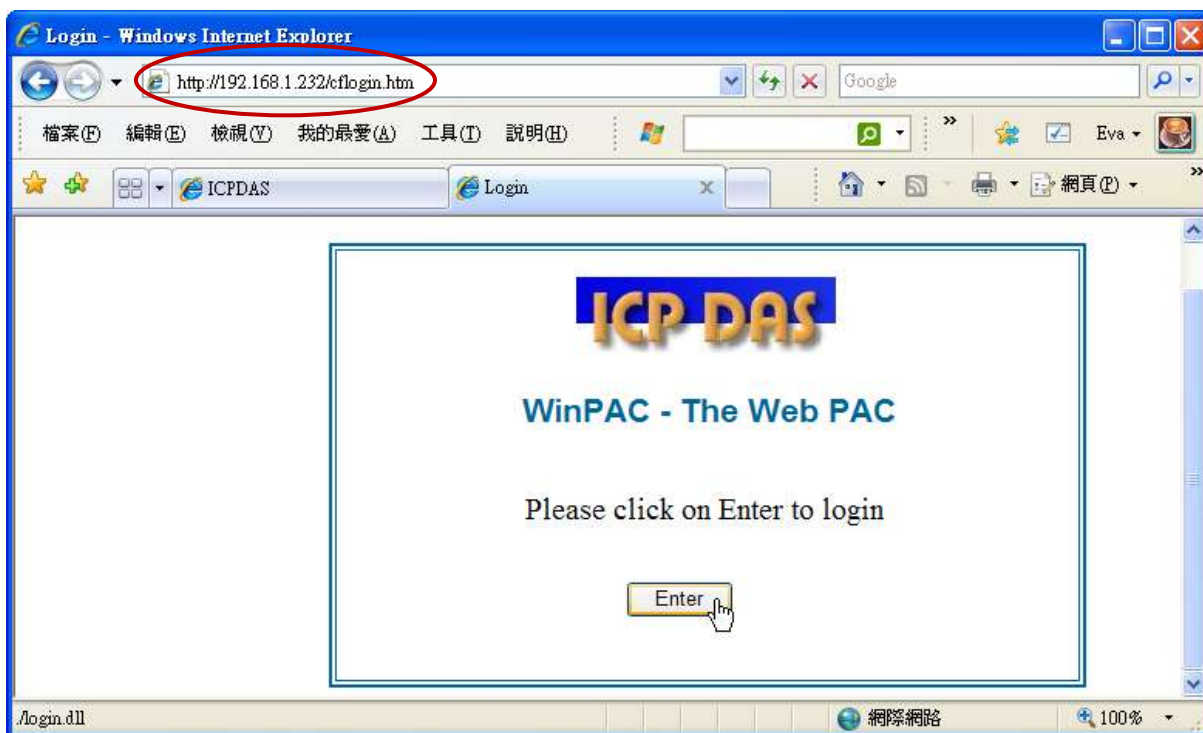 Login - Windows Internet Explorer
http://192.168.1.232/cflogin.htm
Google
檔案(F) 編輯(E) 檢視(V) 我的最愛(A) 工具(T) 說明(H) » Eva
ICPDAS Login 網頁(P) »
ICP DAS
WinPAC - The Web PAC
Please click on Enter to login
Enter
./login.dll 網際網路 100%